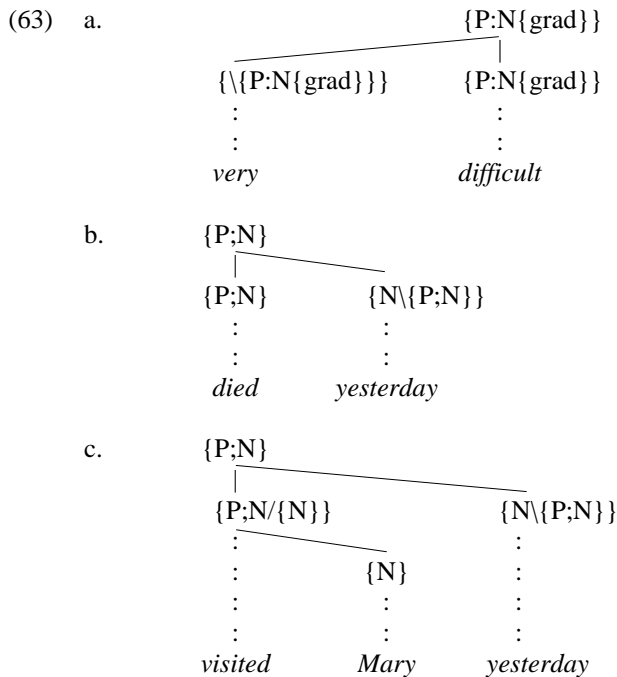 (63) a. {P:N{grad}}
{\{P:N{grad}}} {P:N{grad}}
: :
: :
very difficult
b. {P;N}
{P;N} {N\{P;N}}
: :
: :
died yesterday
c. {P;N}
{P;N/{N}} {N\{P;N}}
: :
: {N} :
: : :
: : :
visited Mary yesterday